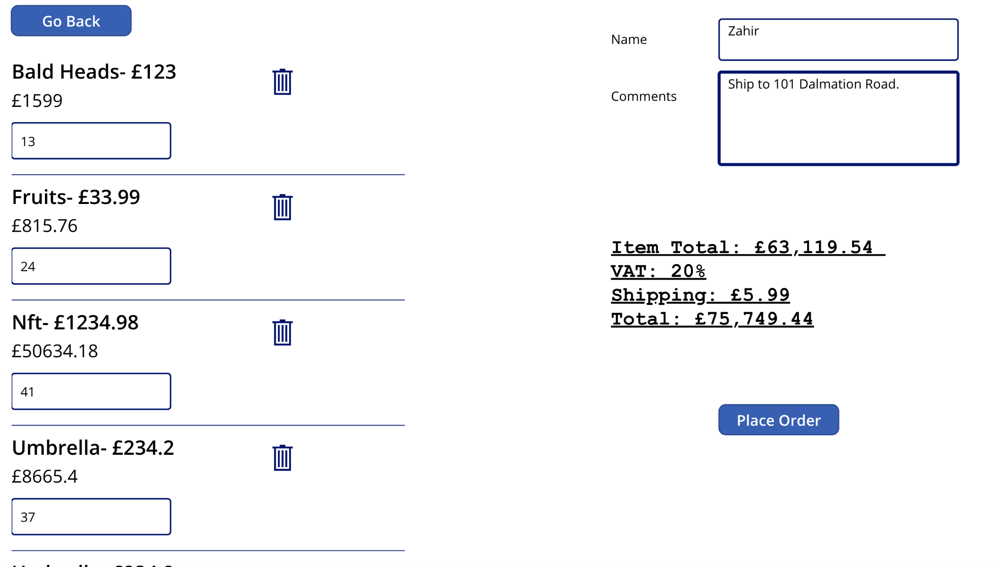 Go Back
Bald Heads- £123
£1599
13
Fruits- £33.99
£815.76
24
Nft- £1234.98
£50634.18
41
Umbrella- £234.2
£8665.4
37
Name
Zahir
Comments
Ship to 101 Dalmation Road.
Item Total: £63,119.54
VAT: 20%
Shipping: £5.99
Total: £75,749.44
Place Order